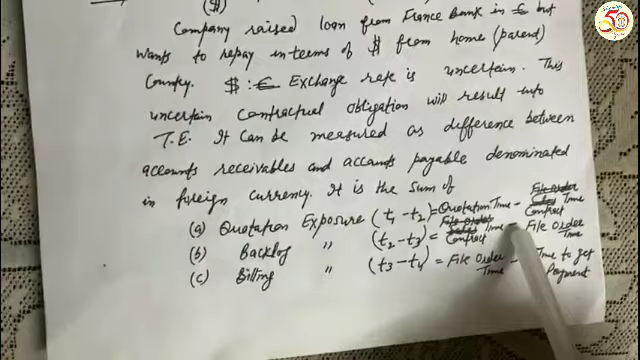 ($)
Company raised loan from France Bank in € but
wants to repay in terms of $ from home (parent)
Country. $ : € Exchange rate is uncertain. This
uncertain contractual obligation will result into
T.E. It can be measured as difference between
accounts receivables and accounts payable denominated
in foreign currency. It is the sum of
(a) Quotation Exposure (t1 - t2) = Quotation Time - Contract
(b) Backlog " (t2 - t3) = Contract Time - File Order Time
(c) Billing " (t3 - t4) = File Order Time - Time to get Payment
50